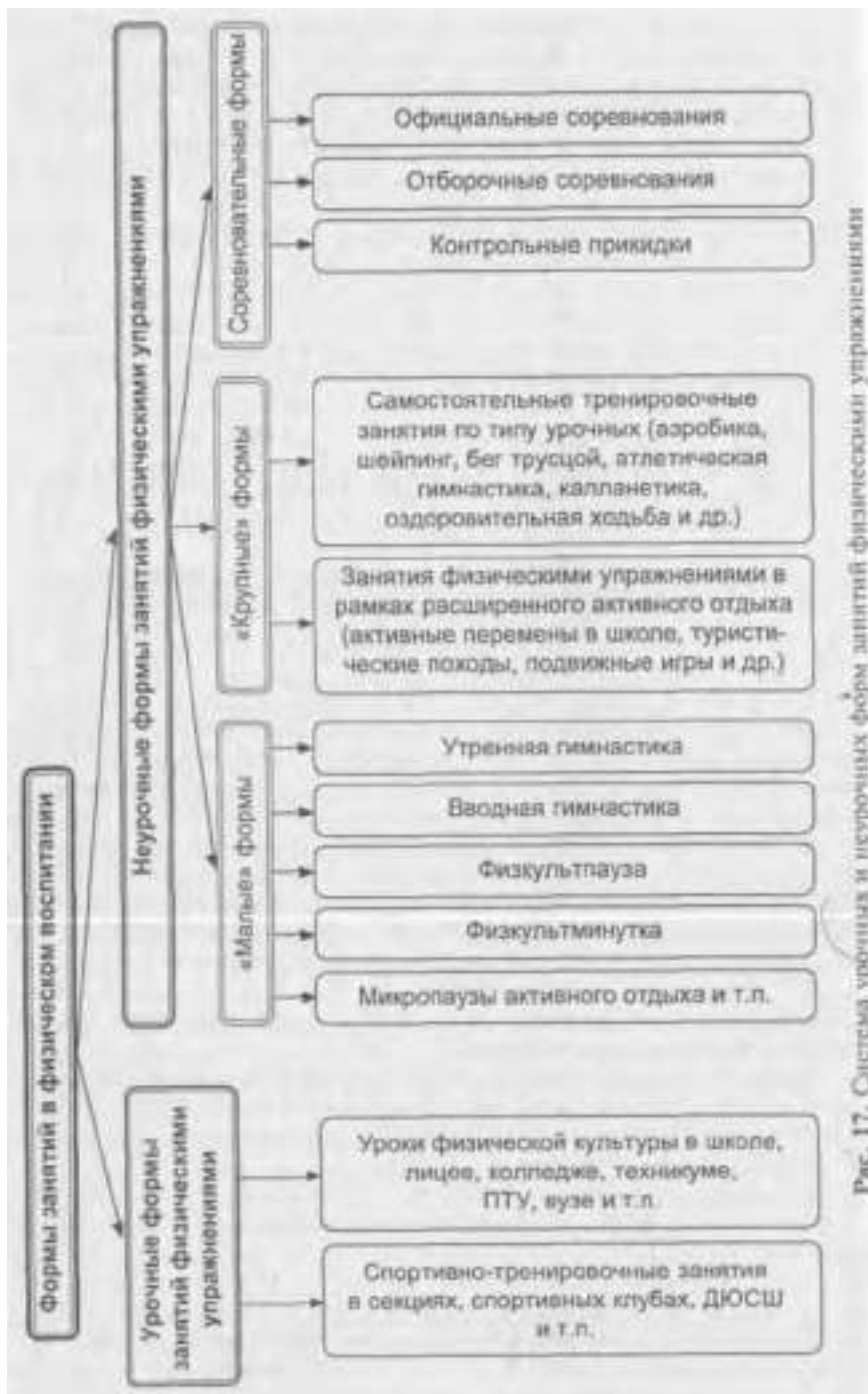 Формы занятий в физическом воспитании
Урочные формы
занятий физическими
упражнениями
Уроки физической культуры в школе,
лицее, колледже, техникуме,
ПТУ, вузе и т.п.
Спортивно-тренировочные занятия
в секциях, спортивных клубах, ДЮСШ
и т.п.
Неурочные формы занятий физическими упражнениями
«Малые» формы
Утренняя гимнастика
Вводная гимнастика
Физкультпауза
Физкультминутка
Микропаузы активного отдыха и т.п.
«Крупные» формы
Самостоятельные тренировочные
занятия по типу урочных (аэробика,
шейпинг, бег трусцой, атлетическая
гимнастика, калланетика,
оздоровительная ходьба и др.)
Занятия физическими упражнениями в
рамках расширенного активного отдыха
(активные перемены в школе, туристи-
ческие походы, подвижные игры и др.)
Соревновательные формы
Официальные соревнования
Отборочные соревнования
Контрольные прикидки
Рис. 17. Система урочных и неурочных форм занятий физическими упражнениями